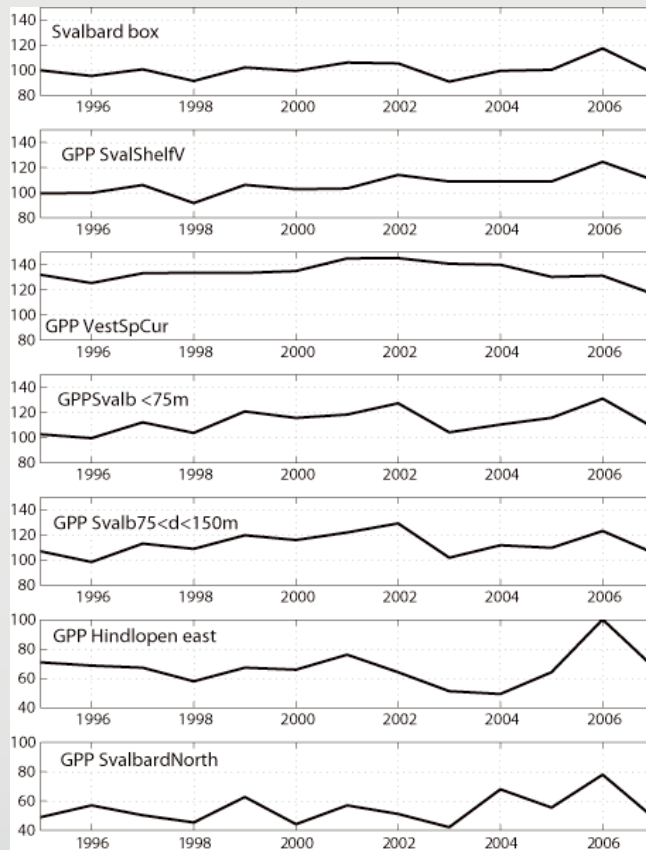 140
Svalbard box
120
100
80
1996 1998 2000 2002 2004 2006
140
GPP SvalShelfV
120
100
80
1996 1998 2000 2002 2004 2006
140
120
100
GPP VestSpCur
80
1996 1998 2000 2002 2004 2006
140
GPPSvalb <75m
120
100
80
1996 1998 2000 2002 2004 2006
140
GPP Svalb75<d<150m
120
100
80
1996 1998 2000 2002 2004 2006
100
GPP Hindlopen east
80
60
40
1996 1998 2000 2002 2004 2006
100
GPP SvalbardNorth
80
60
40
1996 1998 2000 2002 2004 2006